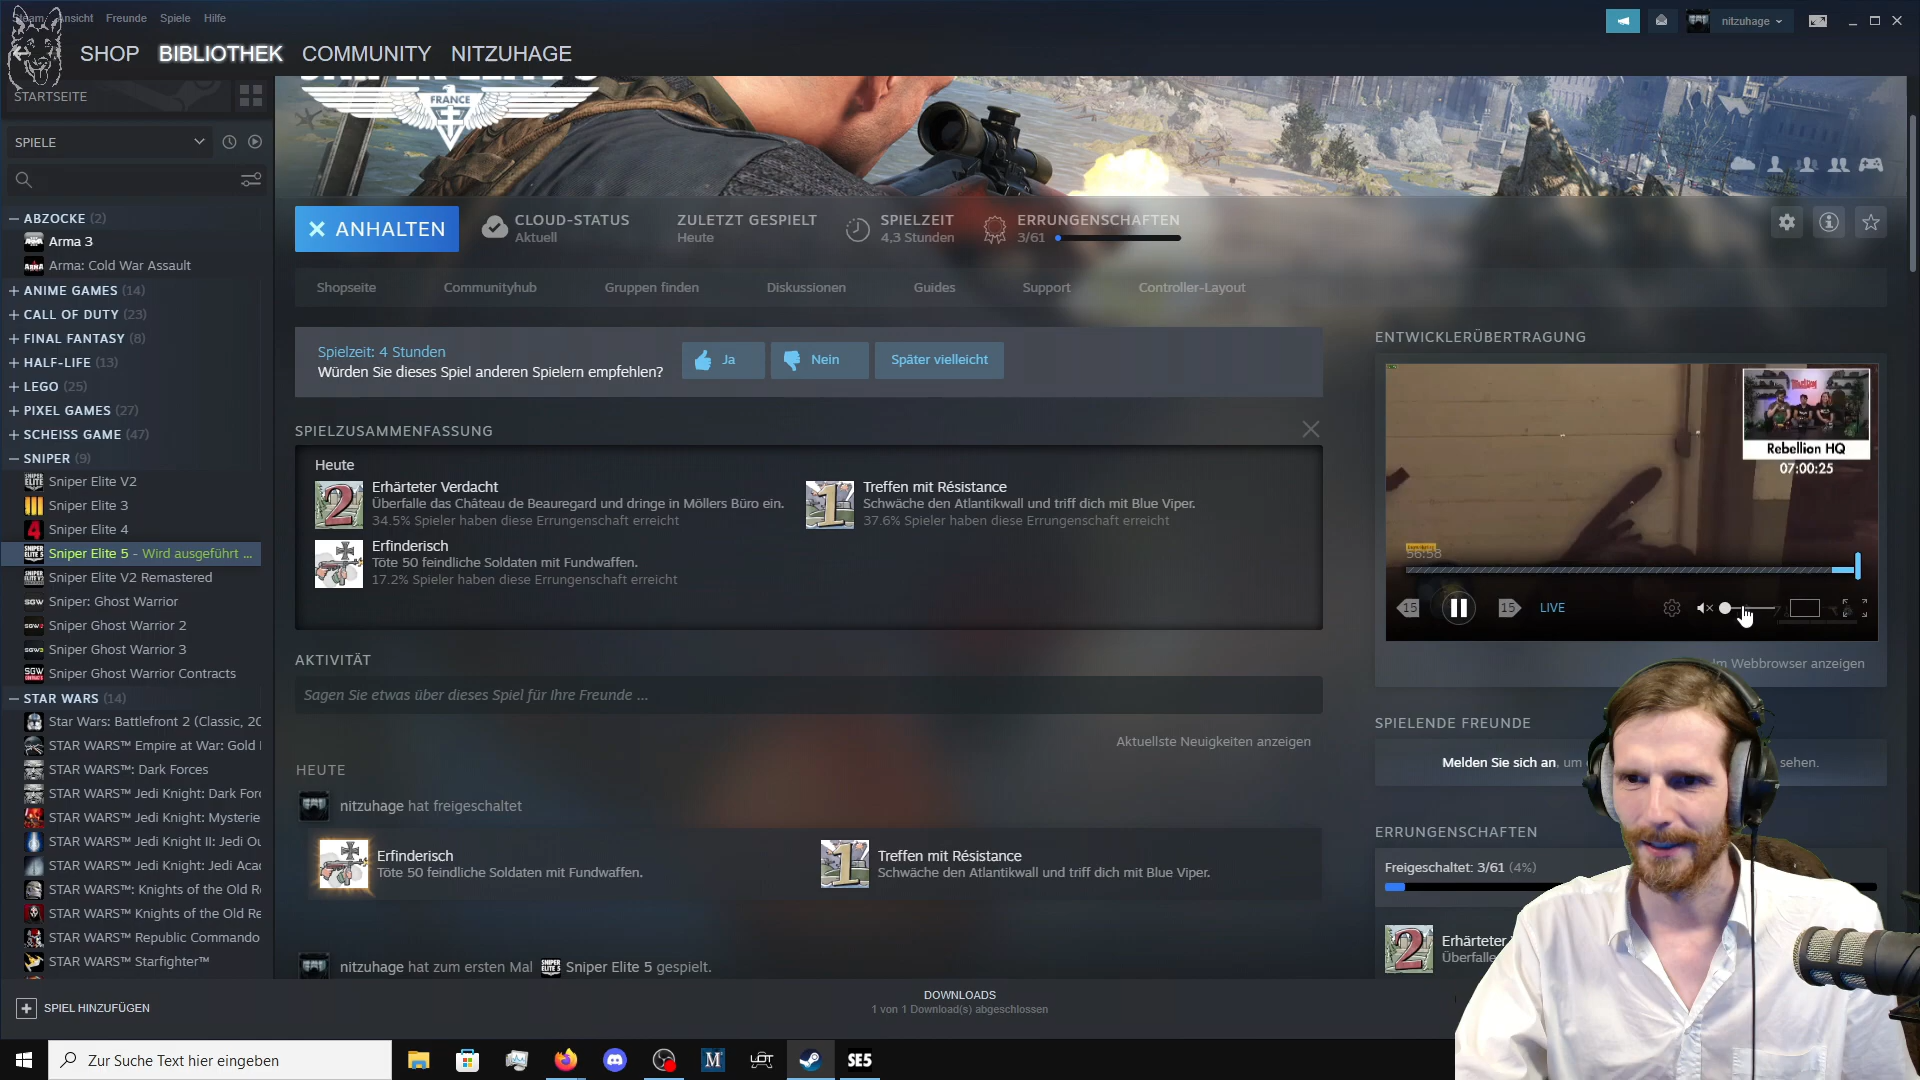 Steam Ansicht Freunde Spiele Hilfe
nitzuhage
SHOP BIBLIOTHEK COMMUNITY NITZUHAGE
STARTSEITE
SPIELE
ABZOCKE (2)
Arma 3
Arma: Cold War Assault
ANIME GAMES (14)
CALL OF DUTY (23)
FINAL FANTASY (8)
HALF-LIFE (13)
LEGO (25)
PIXEL GAMES (27)
SCHEISS GAME (47)
SNIPER (9)
Sniper Elite V2
Sniper Elite 3
Sniper Elite 4
Sniper Elite 5 - Wird ausgeführt ...
Sniper Elite V2 Remastered
Sniper: Ghost Warrior
Sniper Ghost Warrior 2
Sniper Ghost Warrior 3
Sniper Ghost Warrior Contracts
STAR WARS (14)
Star Wars: Battlefront 2 (Classic, 20
STAR WARS™ Empire at War: Gold
STAR WARS™: Dark Forces
STAR WARS™ Jedi Knight: Dark For
STAR WARS™ Jedi Knight: Mysterie
STAR WARS™ Jedi Knight II: Jedi Ou
STAR WARS™ Jedi Knight: Jedi Aca
STAR WARS™: Knights of the Old R
STAR WARS™ Knights of the Old Re
STAR WARS™ Republic Commando
STAR WARS™ Starfighter™
SPIEL HINZUFÜGEN
FRANCE
ANHALTEN
CLOUD-STATUS
Aktuell
ZULETZT GESPIELT
Heute
SPIELZEIT
4,3 Stunden
ERRUNGENSCHAFTEN
3/61
Shopseite Communityhub Gruppen finden Diskussionen Guides Support Controller-Layout
Spielzeit: 4 Stunden
Würden Sie dieses Spiel anderen Spielern empfehlen?
Ja
Nein
Später vielleicht
SPIELZUSAMMENFASSUNG
Heute
Erhärteter Verdacht
Überfalle das Château de Beauregard und dringe in Möllers Büro ein.
34.5% Spieler haben diese Errungenschaft erreicht
Treffen mit Résistance
Schwäche den Atlantikwall und triff dich mit Blue Viper.
37.6% Spieler haben diese Errungenschaft erreicht
Erfinderisch
Töte 50 feindliche Soldaten mit Fundwaffen.
17.2% Spieler haben diese Errungenschaft erreicht
AKTIVITÄT
Sagen Sie etwas über dieses Spiel für Ihre Freunde ...
Aktuellste Neuigkeiten anzeigen
HEUTE
nitzuhage hat freigeschaltet
Erfinderisch
Töte 50 feindliche Soldaten mit Fundwaffen.
Treffen mit Résistance
Schwäche den Atlantikwall und triff dich mit Blue Viper.
nitzuhage hat zum ersten Mal Sniper Elite 5 gespielt.
ENTWICKLERÜBERTRAGUNG
Rebellion HQ
07:00:25
56:58
15 15 LIVE
Im Webbrowser anzeigen
SPIELENDE FREUNDE
Melden Sie sich an, um
sehen.
ERRUNGENSCHAFTEN
Freigeschaltet: 3/61 (4%)
Erhärteter
Überfalle
DOWNLOADS
1 von 1 Download(s) abgeschlossen
Zur Suche Text hier eingeben
SE5